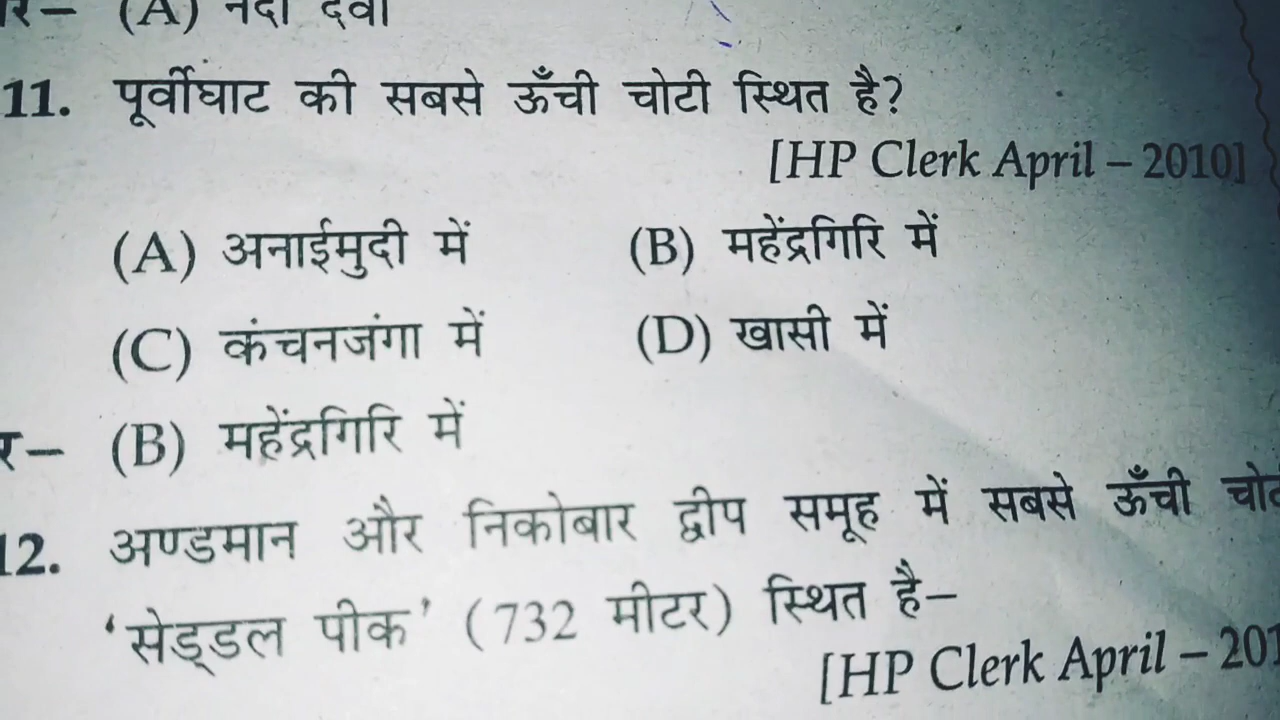 (A) नंदा देवी
11. पूर्वीघाट की सबसे ऊँची चोटी स्थित है?
[HP Clerk April – 2010]
(A) अनाईमुदी में (B) महेंद्रगिरि में
(C) कंचनजंगा में (D) खासी में
र– (B) महेंद्रगिरि में
12. अण्डमान और निकोबार द्वीप समूह में सबसे ऊँची
‘सेड्डल पीक’ (732 मीटर) स्थित है–
[HP Clerk April – 201